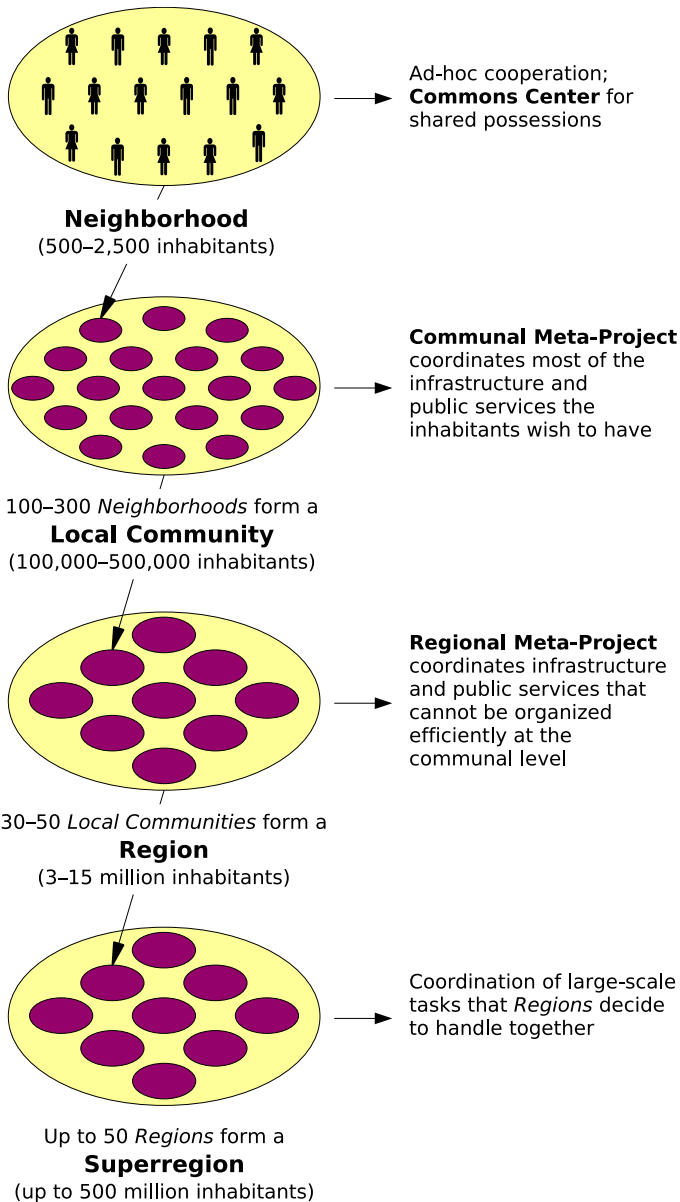 Ad-hoc cooperation;
Commons Center for
shared possessions
Neighborhood
(500–2,500 inhabitants)
Communal Meta-Project
coordinates most of the
infrastructure and
public services the
inhabitants wish to have
100–300 Neighborhoods form a
Local Community
(100,000–500,000 inhabitants)
Regional Meta-Project
coordinates infrastructure
and public services that
cannot be organized
efficiently at the
communal level
30–50 Local Communities form a
Region
(3–15 million inhabitants)
Coordination of large-scale
tasks that Regions decide
to handle together
Up to 50 Regions form a
Superregion
(up to 500 million inhabitants)